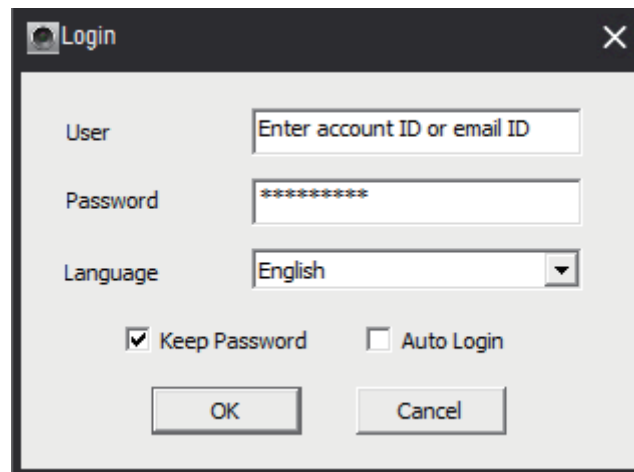 Login
User
Enter account ID or email ID
Password
*********
Language
English
Keep Password
Auto Login
OK
Cancel